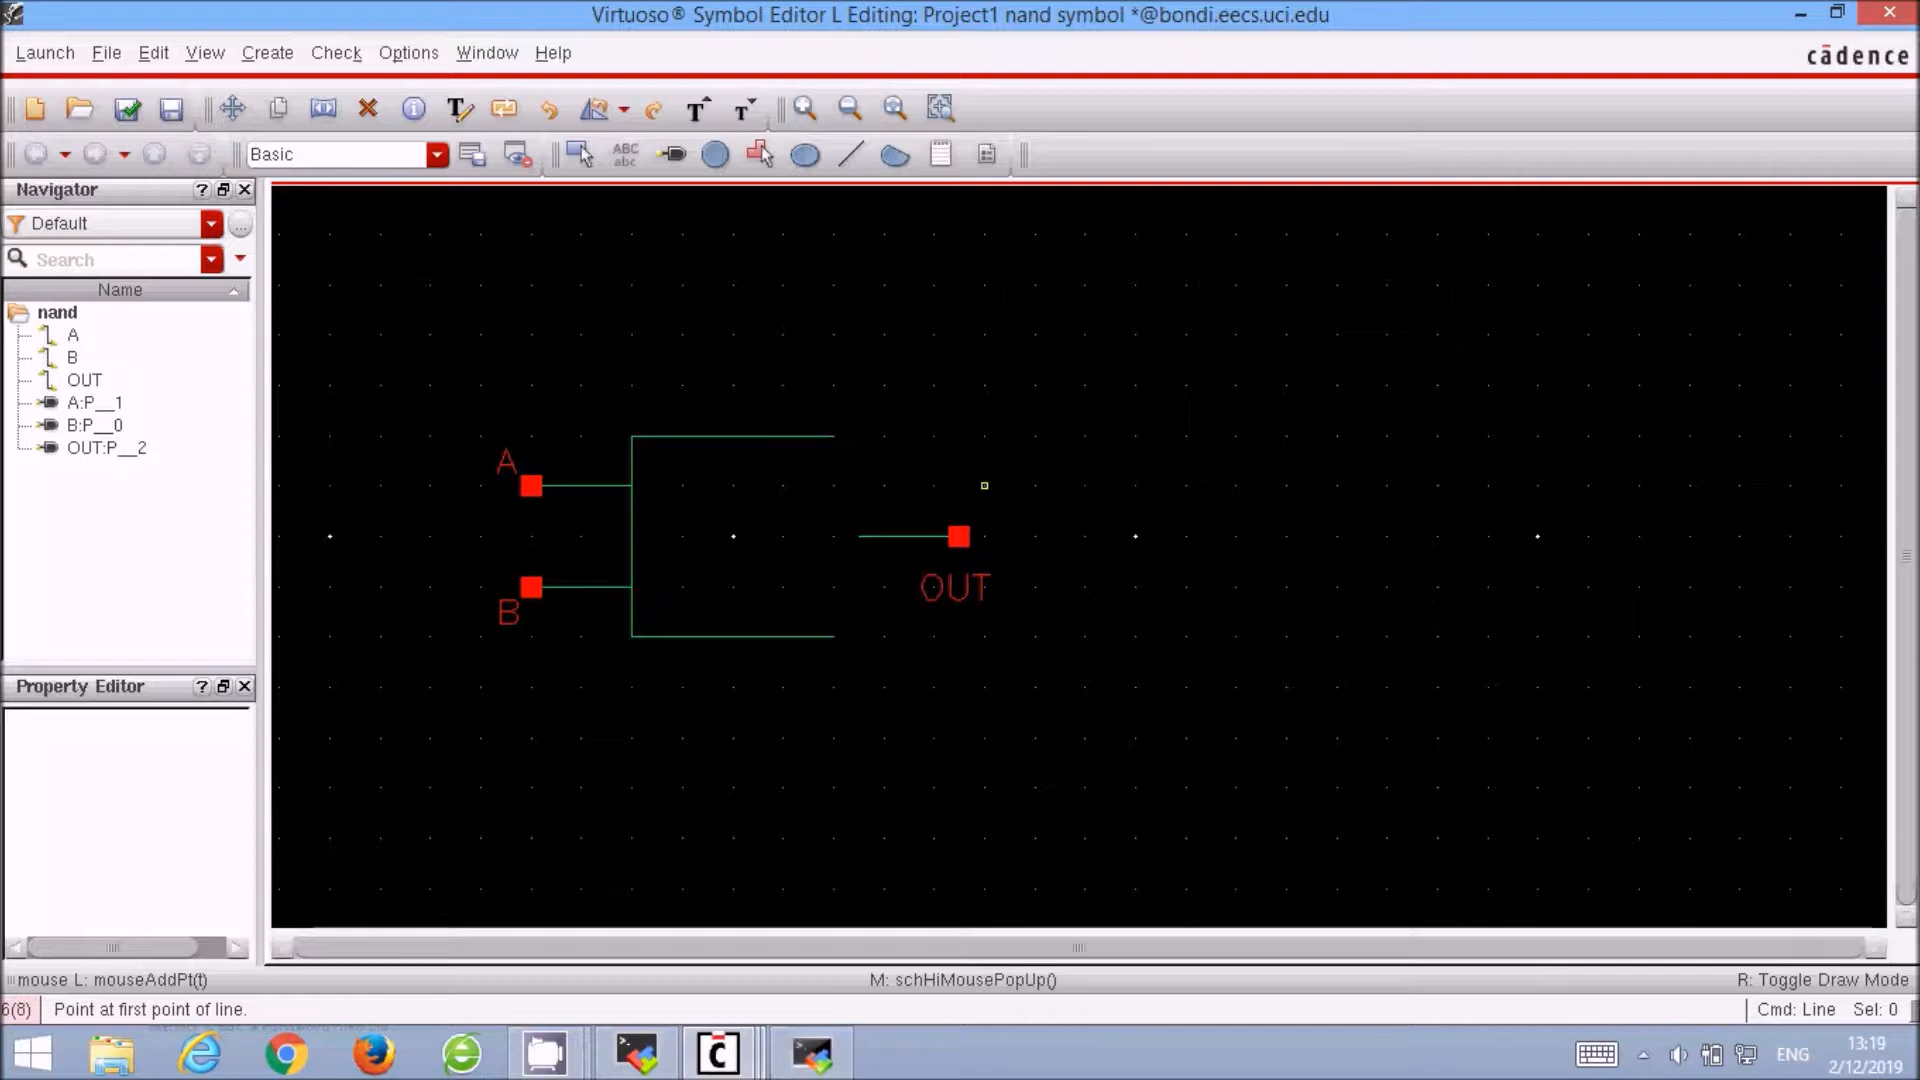 Virtuoso® Symbol Editor L Editing: Project1 nand symbol *@bondi.eecs.uci.edu
Launch File Edit View Create Check Options Window Help
cādence
Basic
ABC
abc
Navigator
Default
Search
Name
nand
A
B
OUT
A:P__1
B:P__0
OUT:P__2
A
B
OUT
Property Editor
mouse L: mouseAddPt(t)
M: schHiMousePopUp()
R: Toggle Draw Mode
6(8)
Point at first point of line.
Cmd: Line Sel: 0
ENG
13:19
2/12/2019